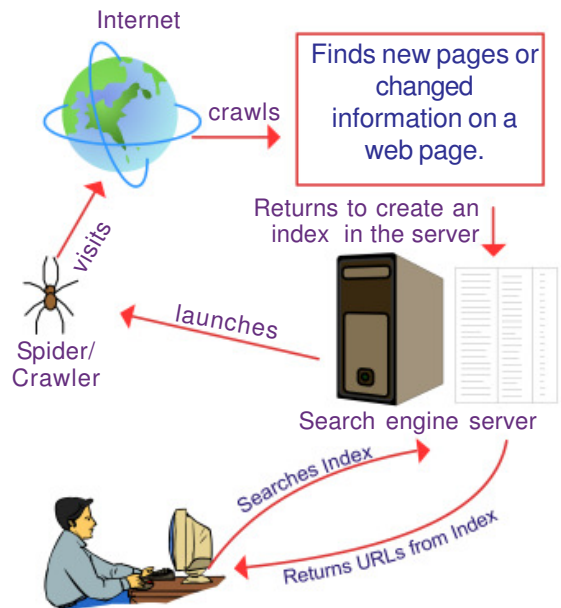 Internet
crawls
Finds new pages or
changed
information on a
web page.
Returns to create an
index in the server
visits
launches
Spider/
Crawler
Search engine server
Searches Index
Returns URLs from Index